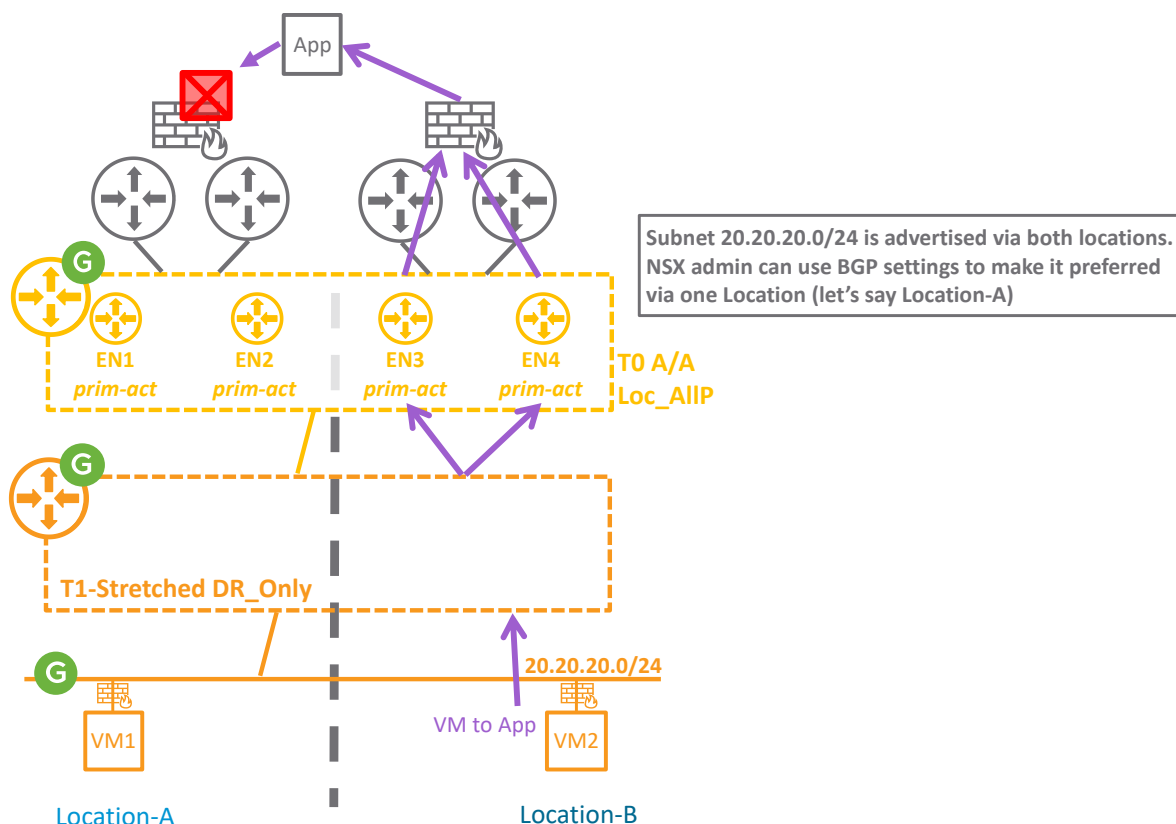 App
Subnet 20.20.20.0/24 is advertised via both locations.
NSX admin can use BGP settings to make it preferred
via one Location (let's say Location-A)
G
EN1
EN2
EN3
EN4
prim-act
prim-act
prim-act
prim-act
T0 A/A
Loc_AllP
G
T1-Stretched DR_Only
G
20.20.20.0/24
VM to App
VM1
VM2
Location-A
Location-B